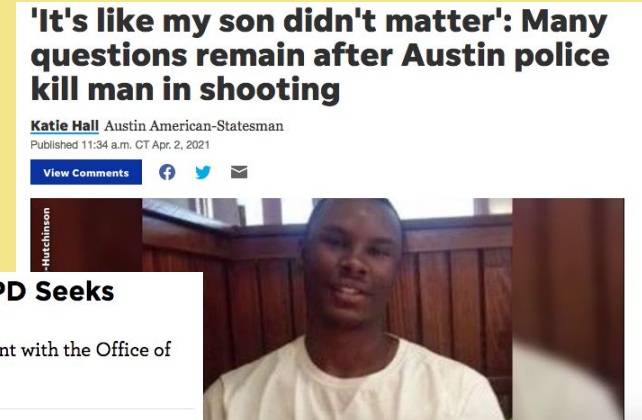 'It's like my son didn't matter': Many
questions remain after Austin police
kill man in shooting
Katie Hall Austin American-Statesman
Published 11:34 a.m. CT Apr. 2, 2021
View Comments
-Hutchinson
PD Seeks
nt with the Office of